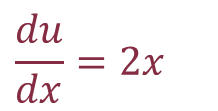 du/dx = 2x